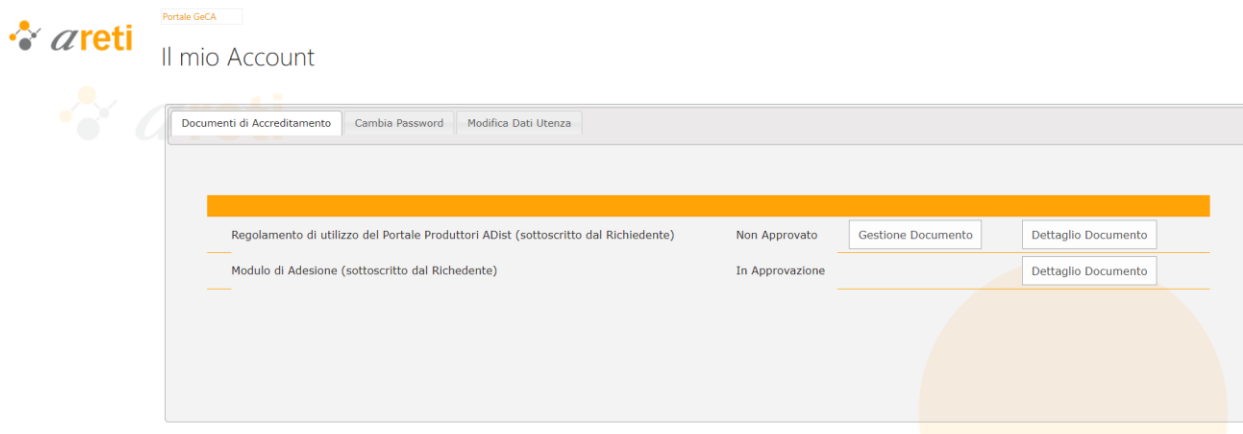 Portale GeCA
areti
Il mio Account
areti
Documenti di Accreditamento Cambia Password Modifica Dati Utenza
Regolamento di utilizzo del Portale Produttori ADist (sottoscritto dal Richiedente) Non Approvato Gestione Documento Dettaglio Documento
Modulo di Adesione (sottoscritto dal Richedente) In Approvazione Dettaglio Documento